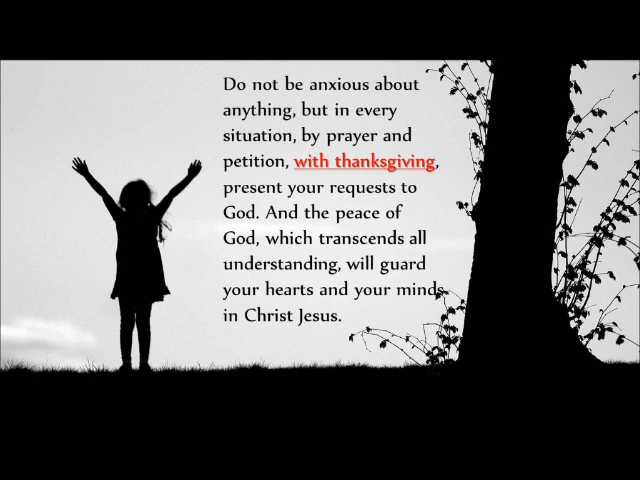 Do not be anxious about
anything, but in every
situation, by prayer and
petition, with thanksgiving,
present your requests to
God. And the peace of
God, which transcends all
understanding, will guard
your hearts and your minds
in Christ Jesus.